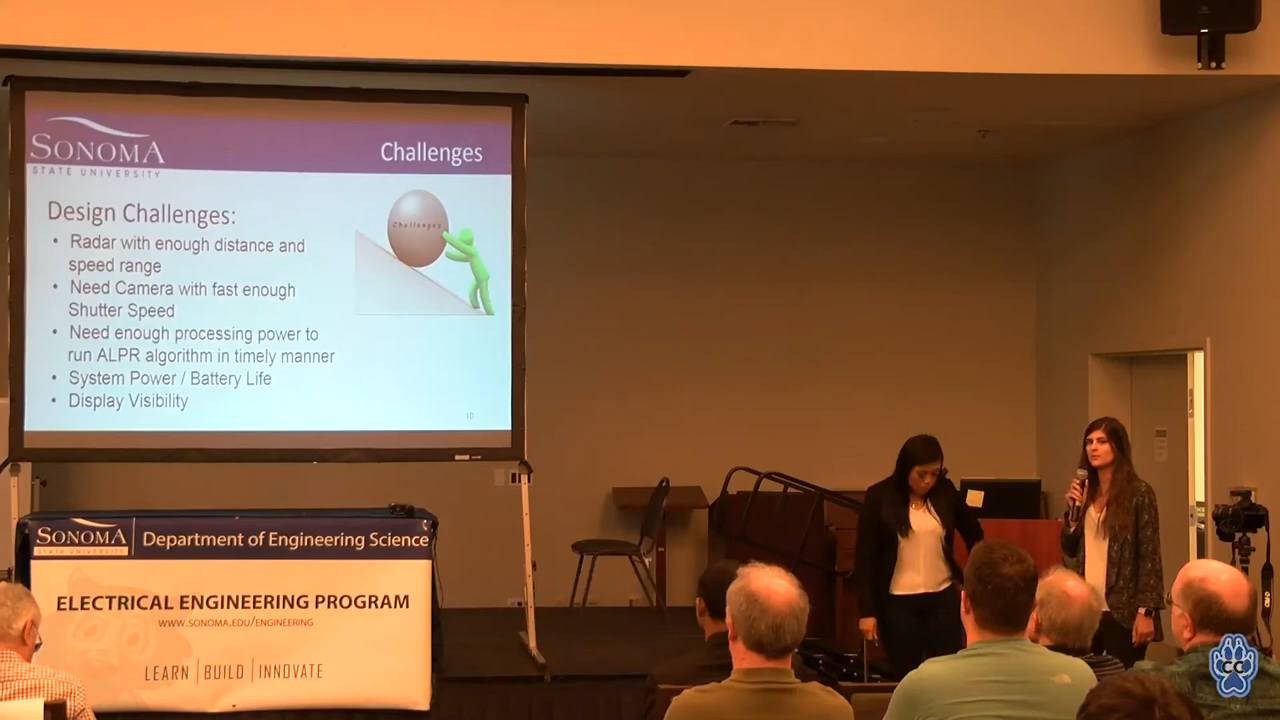 SONOMA
STATE UNIVERSITY
Challenges
Design Challenges:
• Radar with enough distance and
speed range
• Need Camera with fast enough
Shutter Speed
• Need enough processing power to
run ALPR algorithm in timely manner
• System Power / Battery Life
• Display Visibility
Challenges
10
SONOMA
STATE UNIVERSITY
Department of Engineering Science
ELECTRICAL ENGINEERING PROGRAM
WWW.SONOMA.EDU/ENGINEERING
LEARN | BUILD | INNOVATE
CC